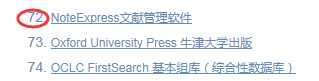 72. NoteExpress文献管理软件
73. Oxford University Press 牛津大学出版
74. OCLC FirstSearch 基本组库（综合性数据库）